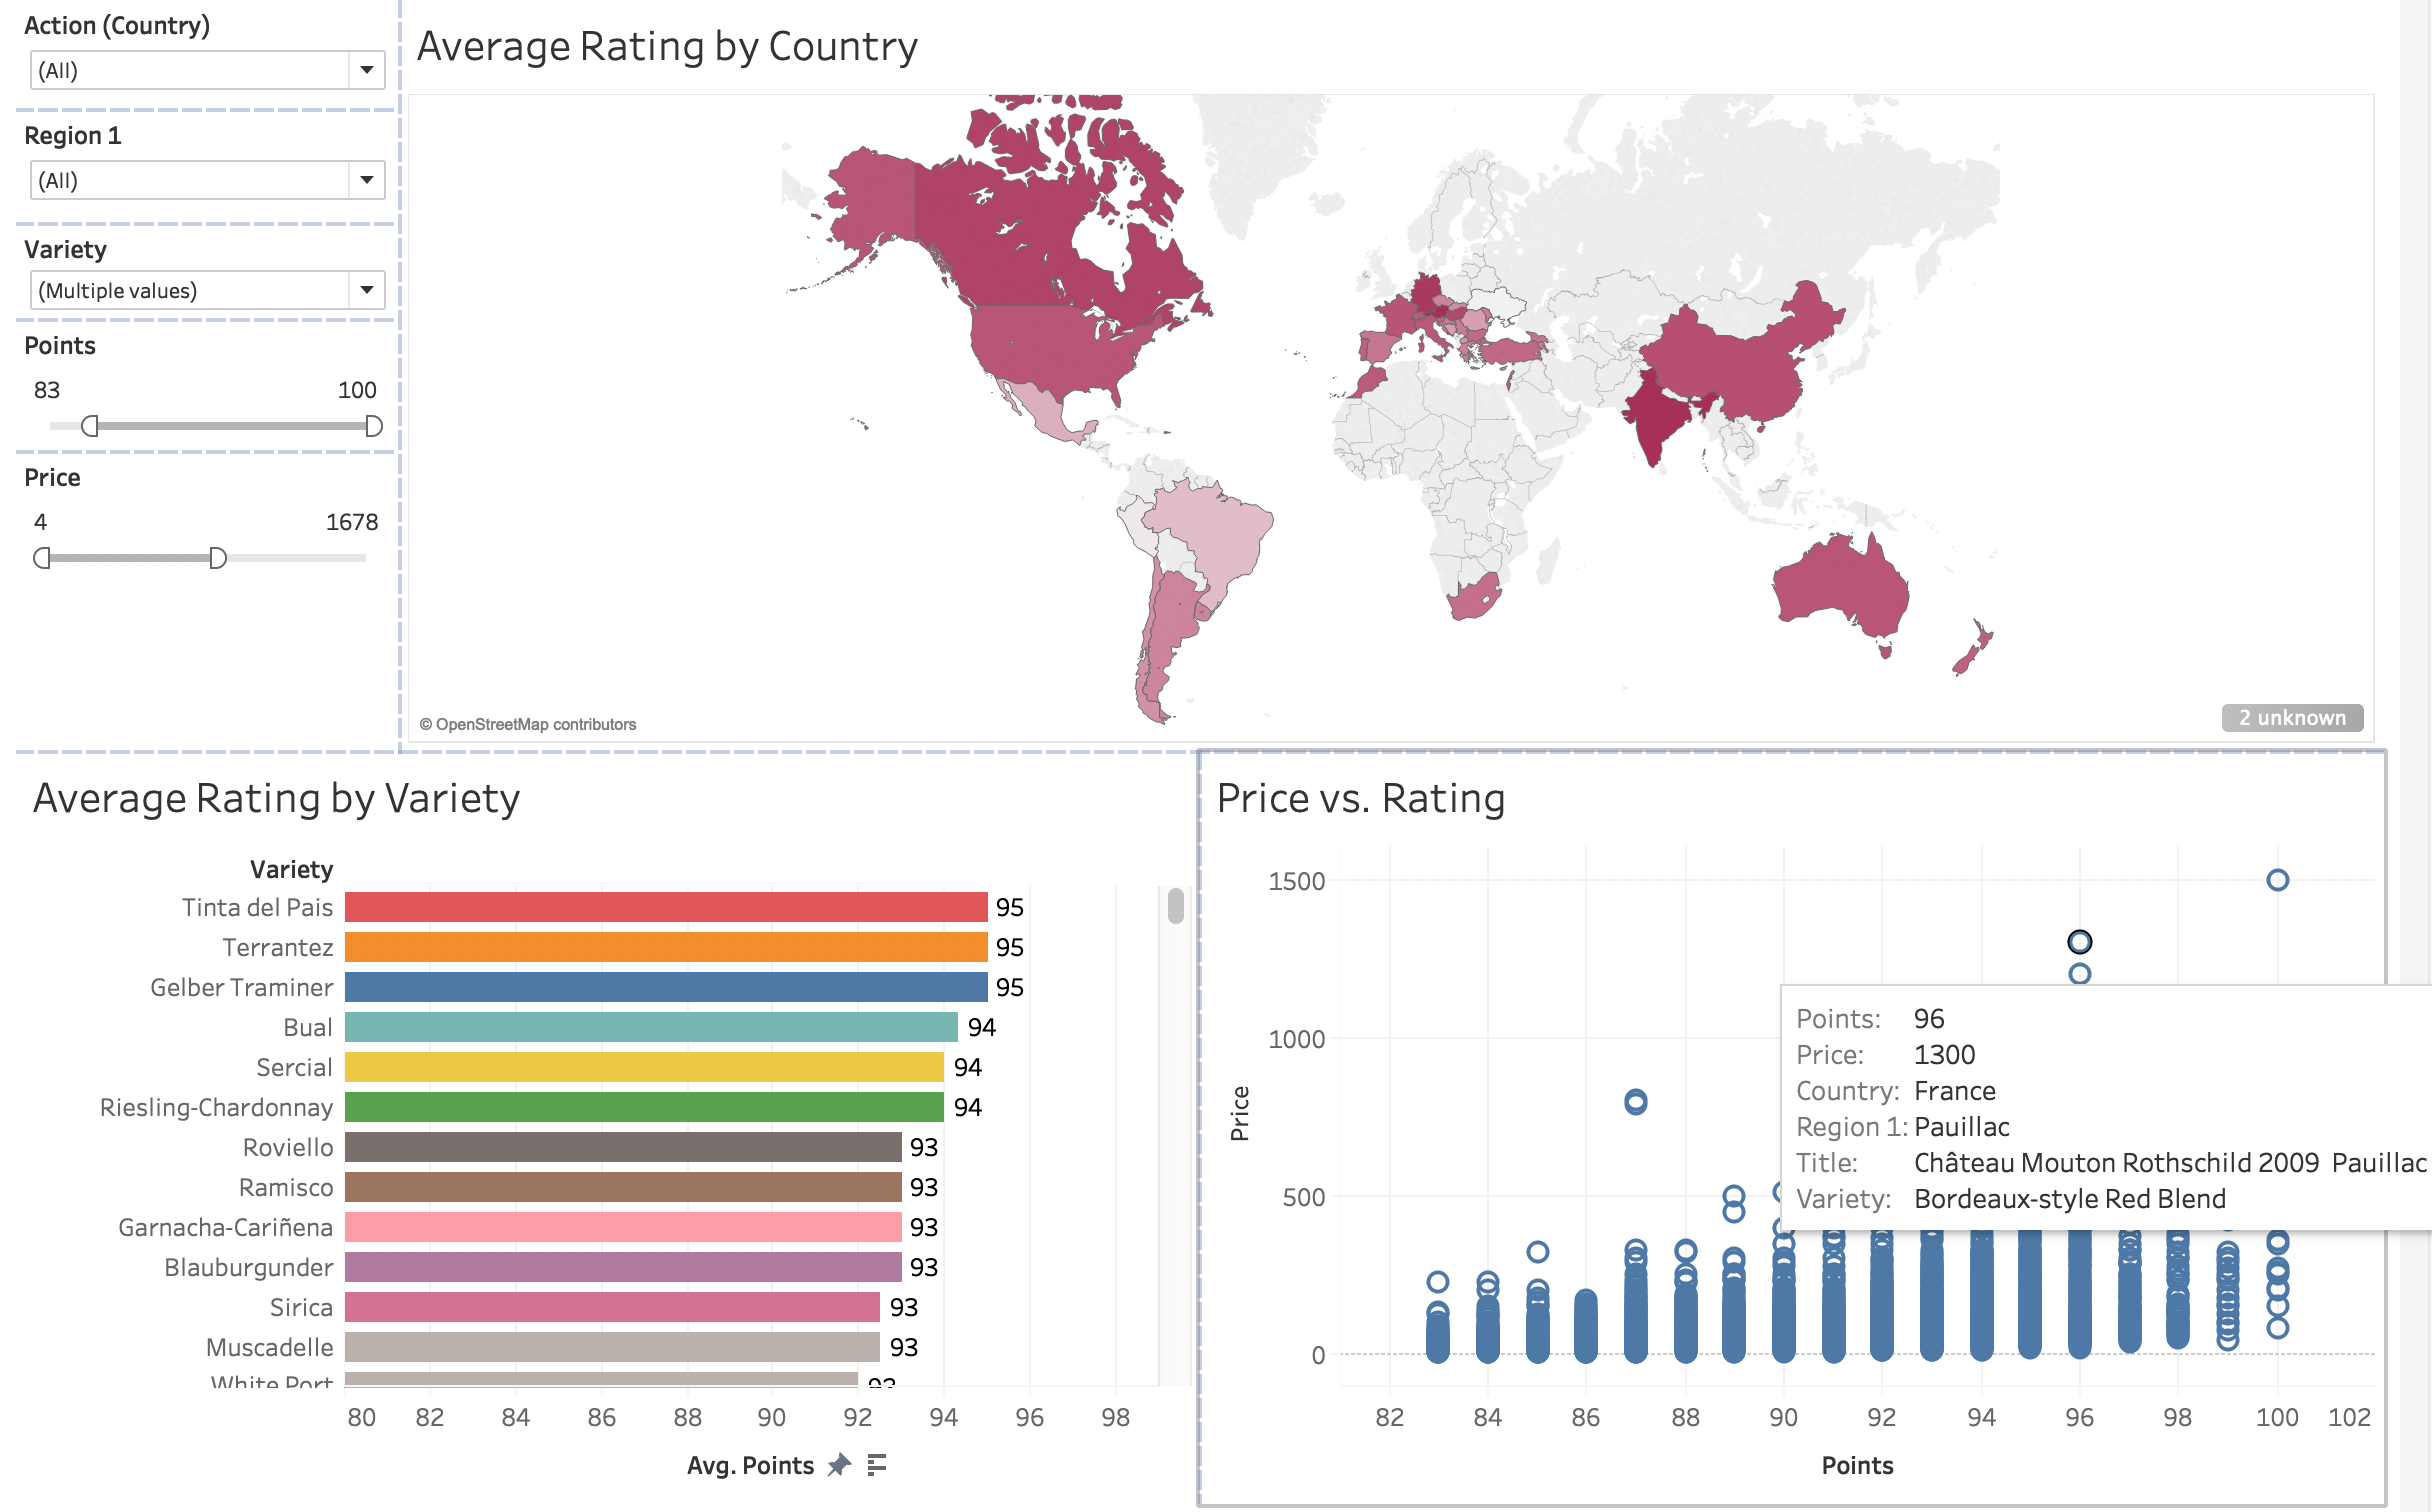 Action (Country)
(All)
Region 1
(All)
Variety
(Multiple values)
Points
83 100
Price
4 1678
Average Rating by Country
© OpenStreetMap contributors
2 unknown
Average Rating by Variety
Variety
Tinta del Pais 95
Terrantez 95
Gelber Traminer 95
Bual 94
Sercial 94
Riesling-Chardonnay 94
Roviello 93
Ramisco 93
Garnacha-Cariñena 93
Blauburgunder 93
Sirica 93
Muscadelle 93
White Port
80 82 84 86 88 90 92 94 96 98
Avg. Points
Price vs. Rating
1500
1000
500
0
Price
Points: 96
Price: 1300
Country: France
Region 1: Pauillac
Title: Château Mouton Rothschild 2009 Pauillac
Variety: Bordeaux-style Red Blend
82 84 86 88 90 92 94 96 98 100 102
Points